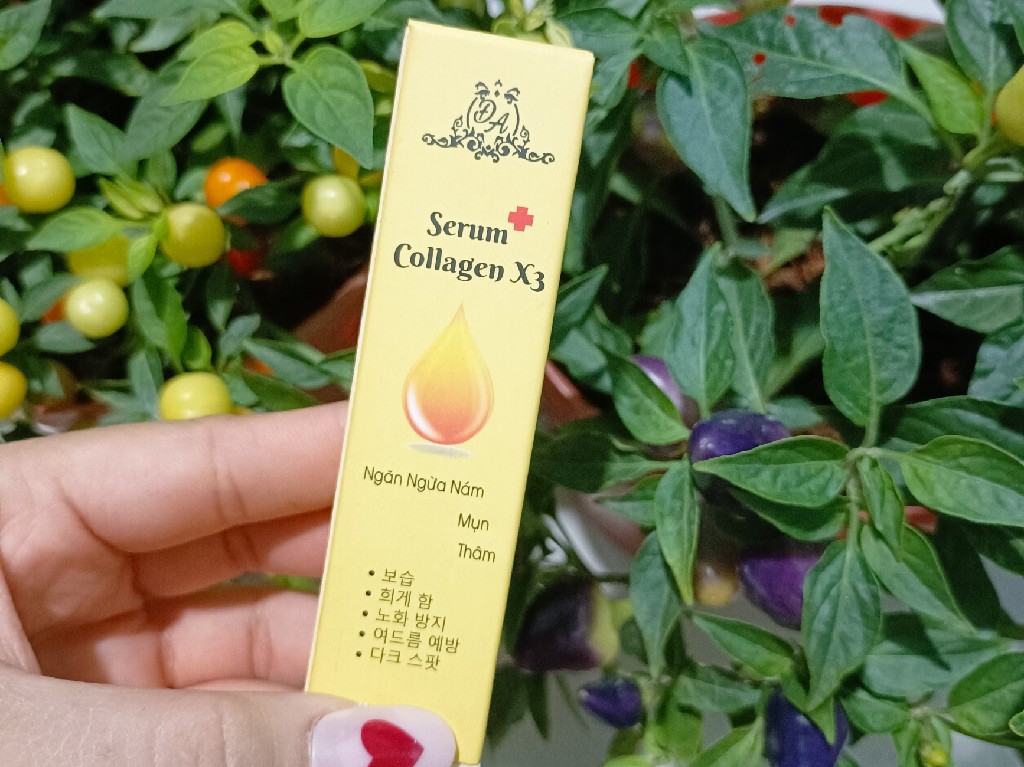 ĐA
Serum
Collagen X3
Ngăn Ngừa Nám
Mụn
Thâm
• 보습
• 희게 함
• 노화 방지
• 여드름 예방
• 다크 스팟